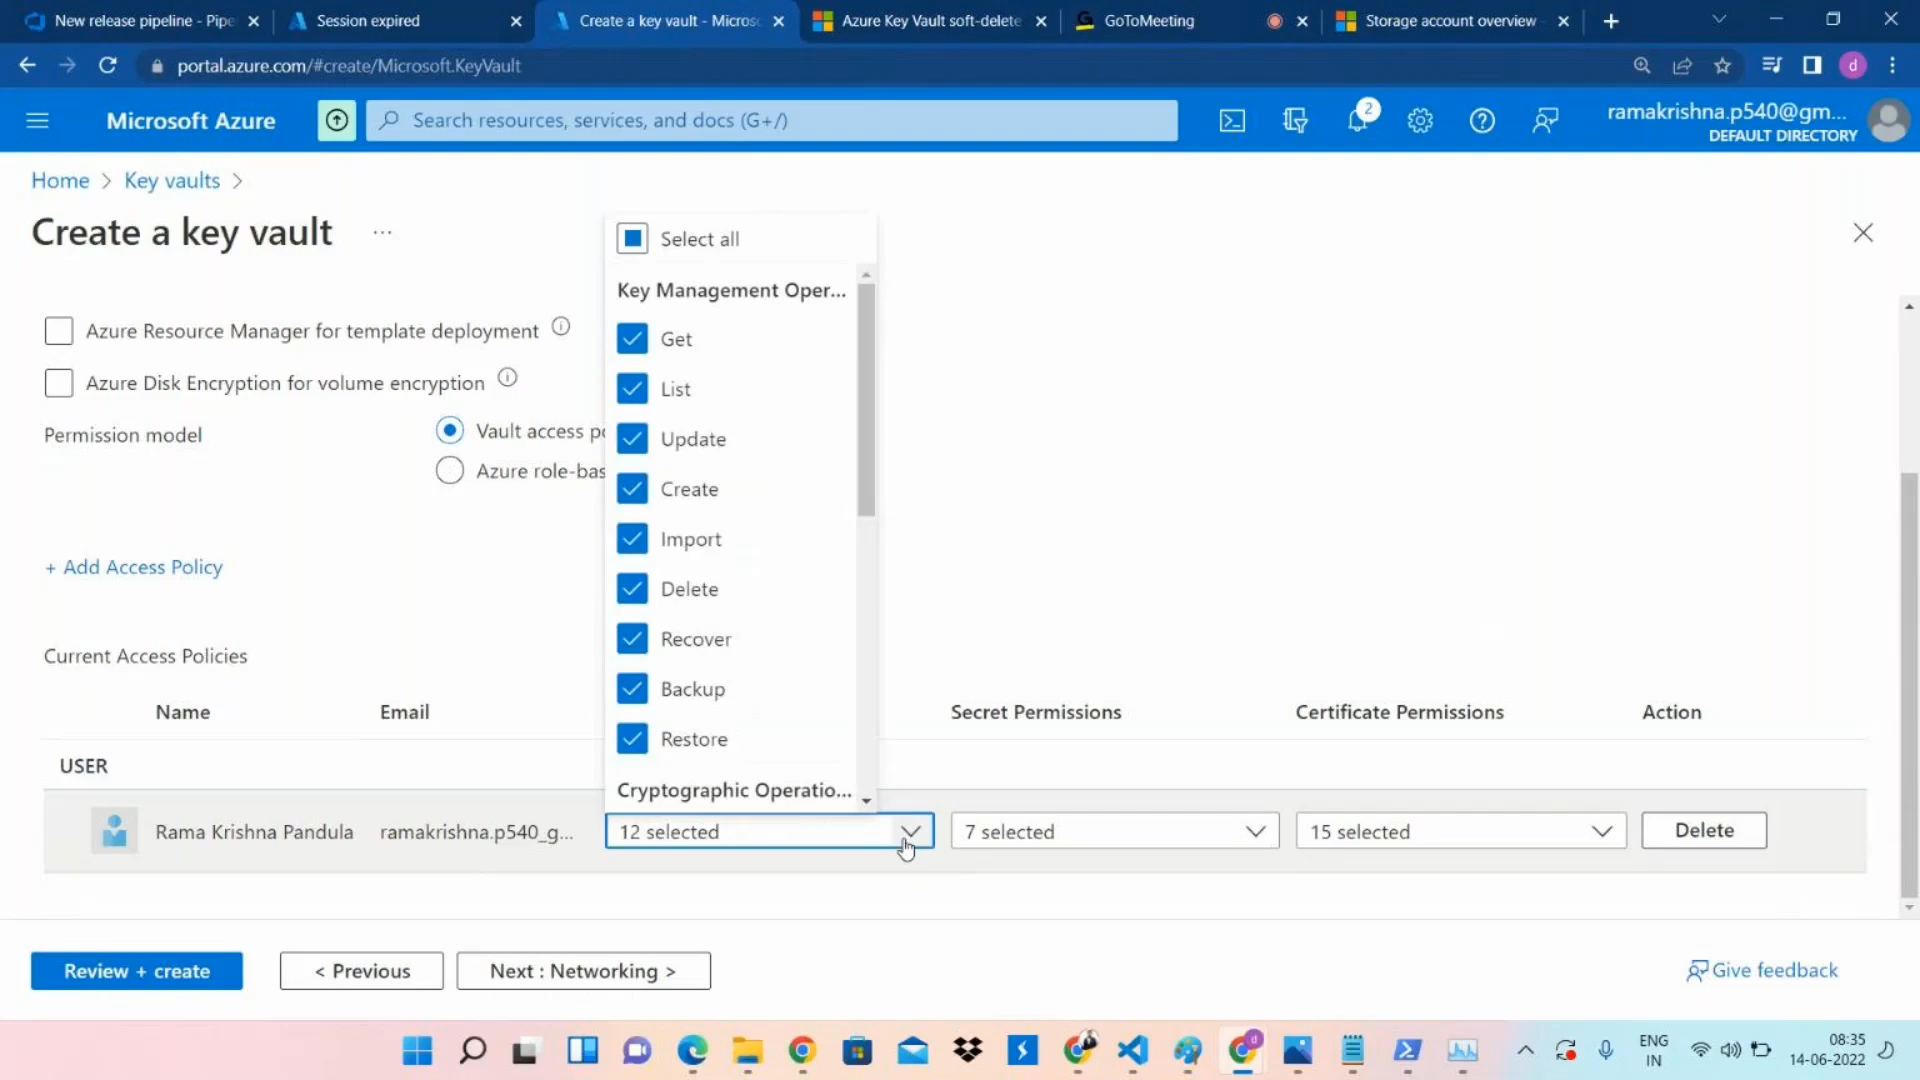 New release pipeline - Pipe
Session expired
Create a key vault - Micros
Azure Key Vault soft-delete
GoToMeeting
Storage account overview
portal.azure.com/#create/Microsoft.KeyVault
d
Microsoft Azure
Search resources, services, and docs (G+/)
2
ramakrishna.p540@gm...
DEFAULT DIRECTORY
Home > Key vaults >
Create a key vault ...
Select all
Key Management Oper...
Azure Resource Manager for template deployment
Get
Azure Disk Encryption for volume encryption
List
Permission model
Vault access po
Update
Azure role-bas
Create
Import
+ Add Access Policy
Delete
Recover
Current Access Policies
Backup
Name
Email
Secret Permissions
Certificate Permissions
Action
Restore
USER
Cryptographic Operatio...
Rama Krishna Pandula
ramakrishna.p540_g...
12 selected
7 selected
15 selected
Delete
Review + create
< Previous
Next : Networking >
Give feedback
ENG
IN
08:35
14-06-2022